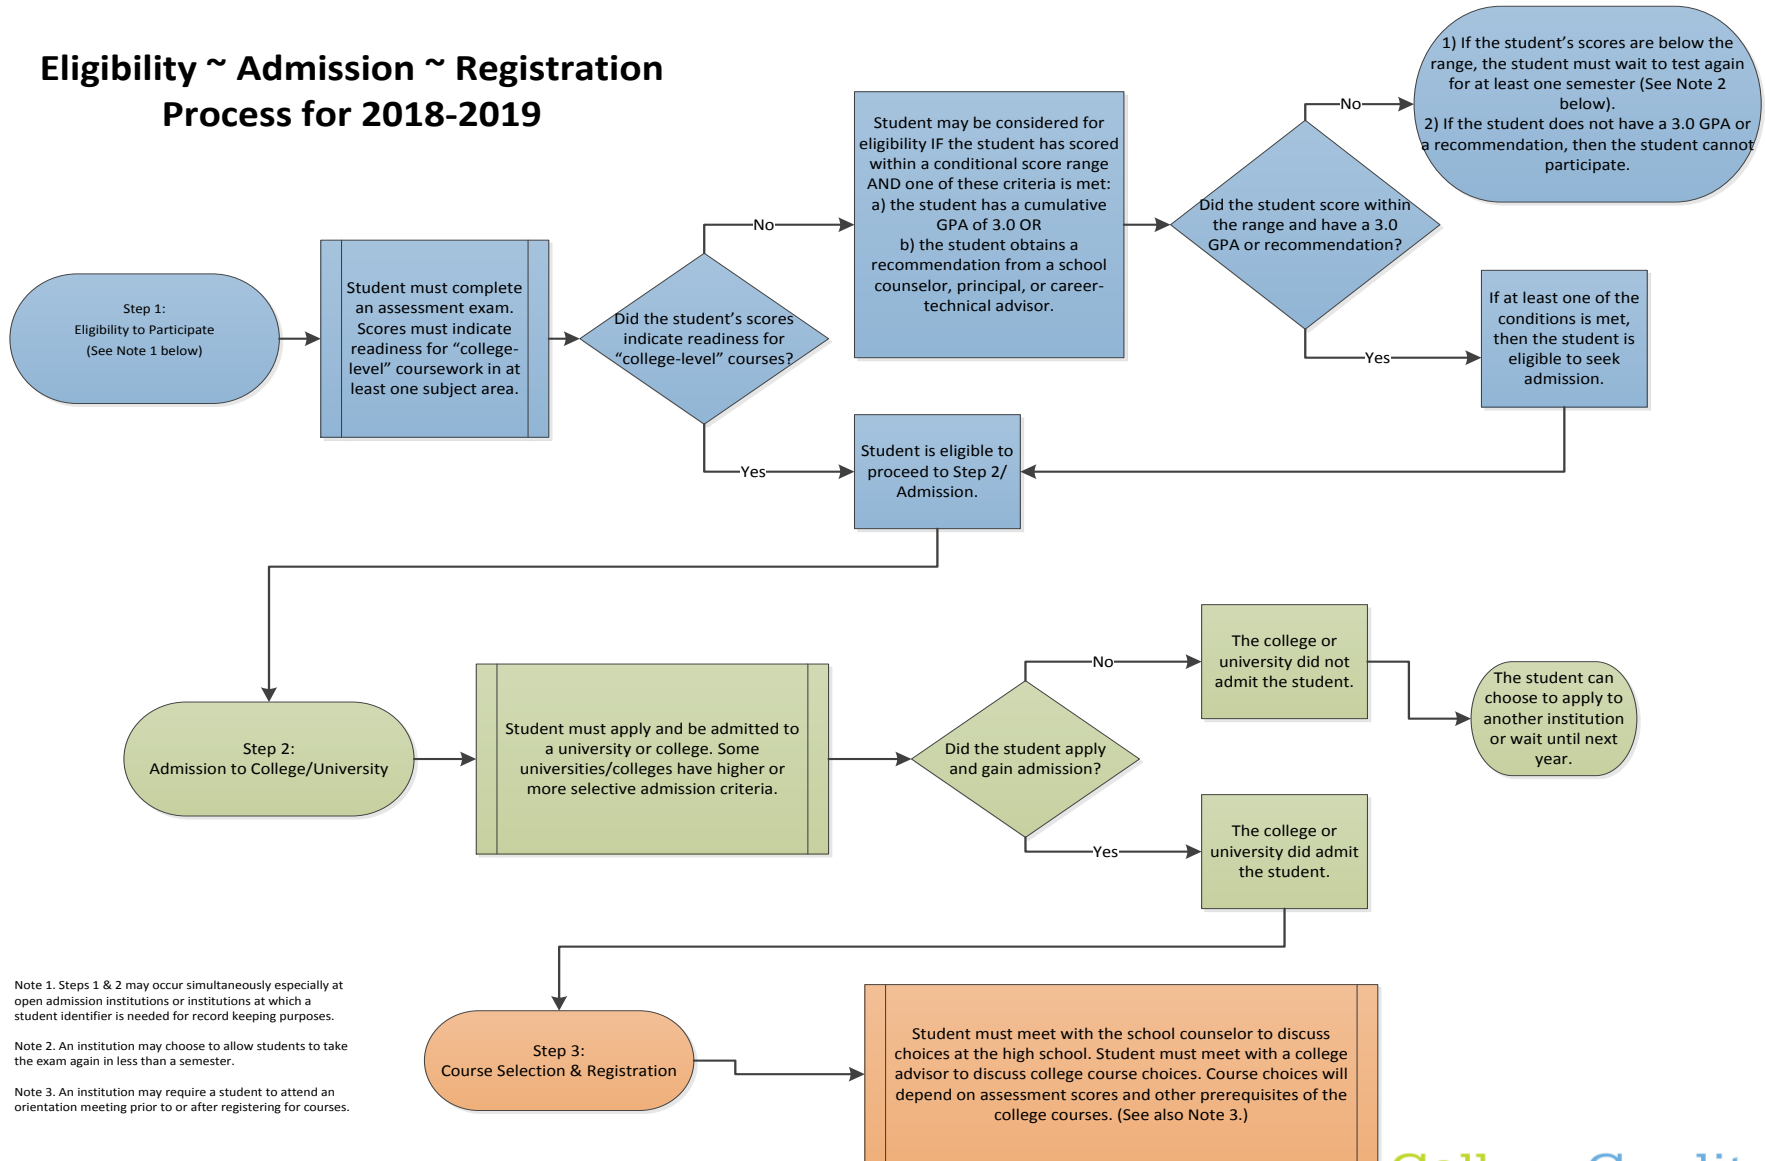 Eligibility ~ Admission ~ Registration
Process for 2018-2019
Step 1:
Eligibility to Participate
(See Note 1 below)
Student must complete
an assessment exam.
Scores must indicate
readiness for “college-
level” coursework in at
least one subject area.
Did the student’s scores
indicate readiness for
“college-level” courses?
No
Yes
Student may be considered for
eligibility IF the student has scored
within a conditional score range
AND one of these criteria is met:
a) the student has a cumulative
GPA of 3.0 OR
b) the student obtains a
recommendation from a school
counselor, principal, or career-
technical advisor.
Did the student score within
the range and have a 3.0
GPA or recommendation?
No
Yes
1) If the student’s scores are below the
range, the student must wait to test again
for at least one semester (See Note 2
below).
2) If the student does not have a 3.0 GPA or
a recommendation, then the student cannot
participate.
If at least one of the
conditions is met,
then the student is
eligible to seek
admission.
Student is eligible to
proceed to Step 2/
Admission.
Step 2:
Admission to College/University
Student must apply and be admitted to
a university or college. Some
universities/colleges have higher or
more selective admission criteria.
Did the student apply
and gain admission?
No
Yes
The college or
university did not
admit the student.
The student can
choose to apply to
another institution
or wait until next
year.
The college or
university did admit
the student.
Step 3:
Course Selection & Registration
Student must meet with the school counselor to discuss
choices at the high school. Student must meet with a college
advisor to discuss college course choices. Course choices will
depend on assessment scores and other prerequisites of the
college courses. (See also Note 3.)
Note 1. Steps 1 & 2 may occur simultaneously especially at
open admission institutions or institutions at which a
student identifier is needed for record keeping purposes.
Note 2. An institution may choose to allow students to take
the exam again in less than a semester.
Note 3. An institution may require a student to attend an
orientation meeting prior to or after registering for courses.